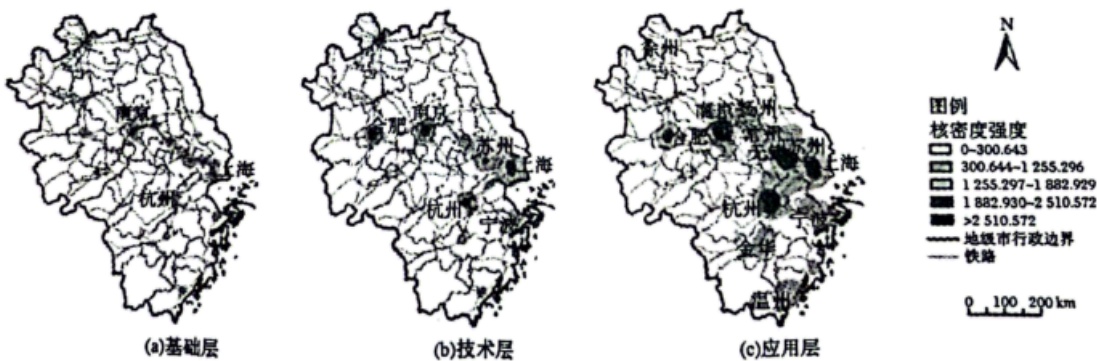 南京
上海
杭州
(a)基础层
合肥
南京
苏州
上海
杭州
宁波
(b)技术层
徐州
南京
扬州
合肥
常州
无锡
苏州
上海
杭州
宁波
金华
温州
(c)应用层
N
图例
核密度强度
0~300.643
300.644~1 255.296
1 255.297~1 882.929
1 882.930~2 510.572
>2 510.572
地级市行政边界
铁路
0 100 200 km